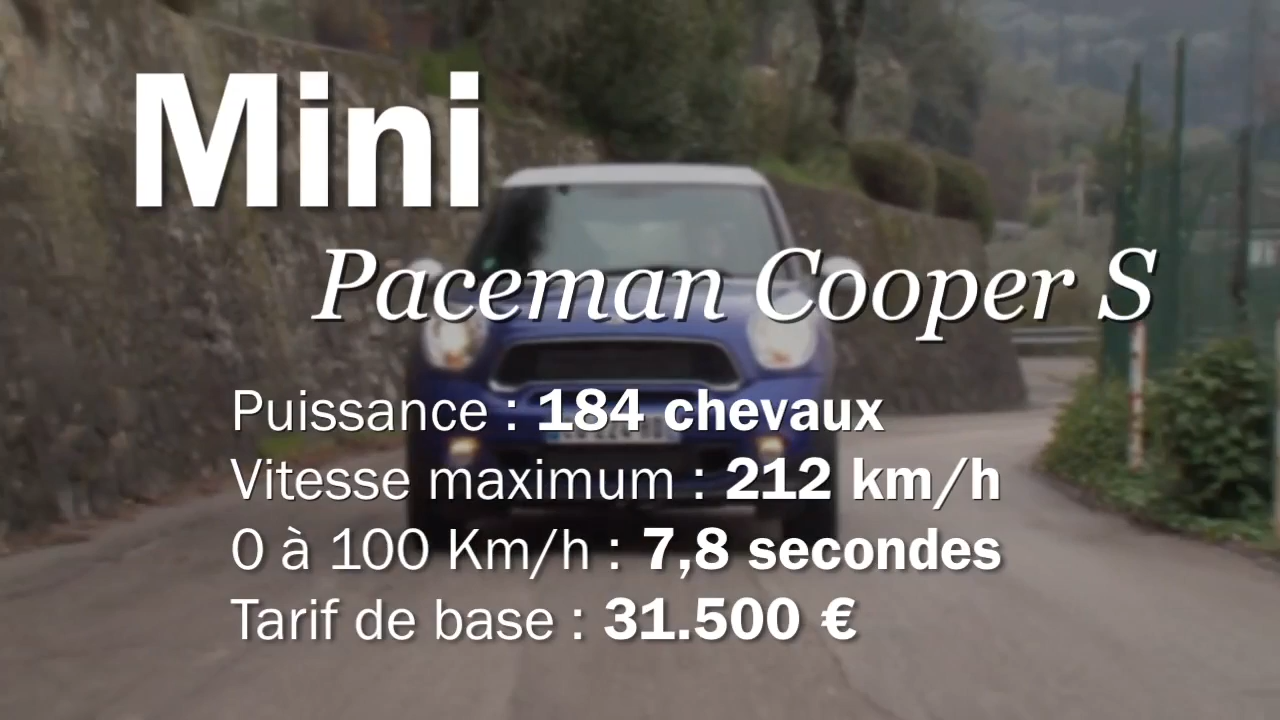 Mini
Paceman Cooper S
Puissance : 184 chevaux
Vitesse maximum : 212 km/h
0 à 100 Km/h : 7,8 secondes
Tarif de base : 31.500 €